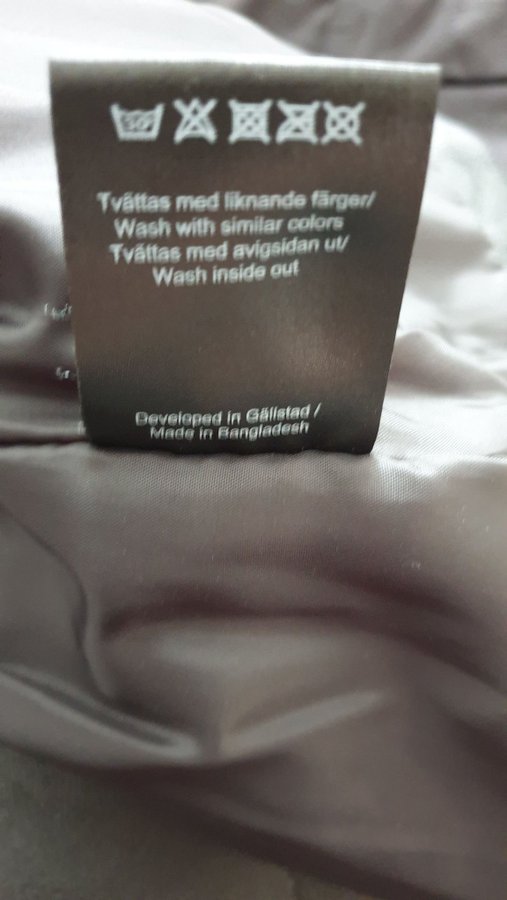 Tvättas med liknande färger/
Wash with similar colors
Tvättas med avigsidan ut/
Wash inside out
Developed in Gällstad /
Made in Bangladesh